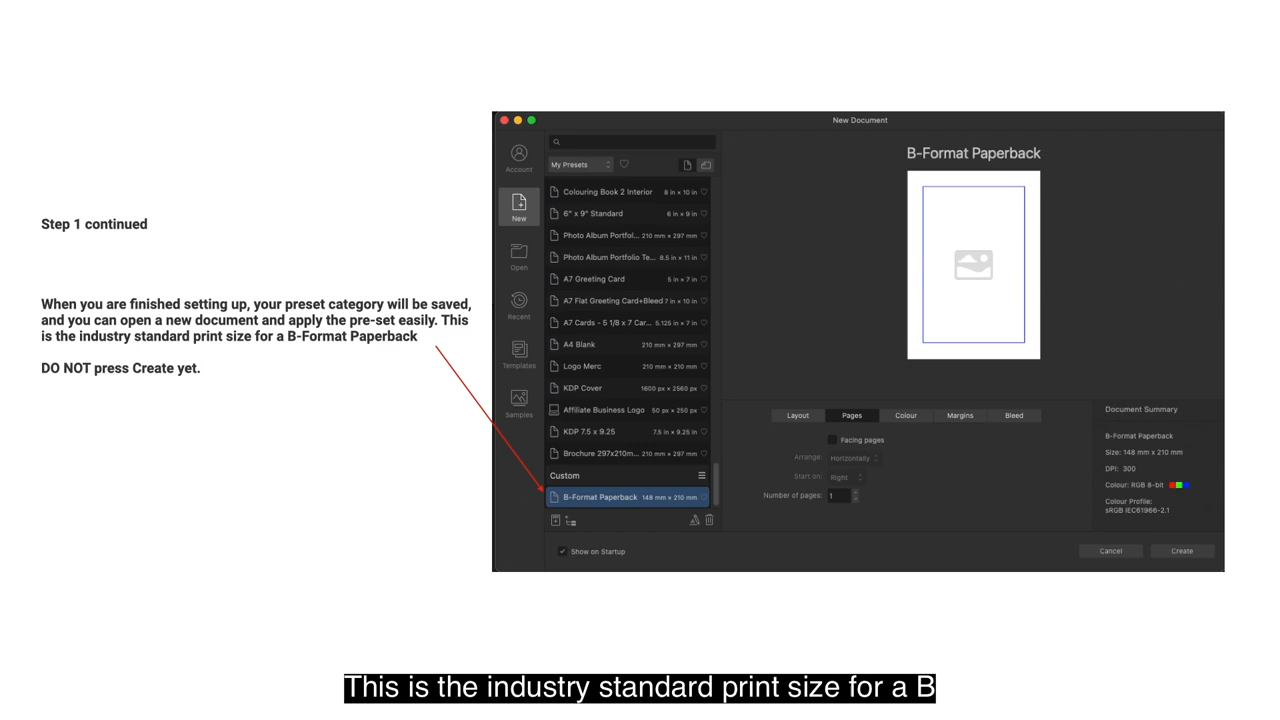 Step 1 continued
When you are finished setting up, your preset category will be saved,
and you can open a new document and apply the pre-set easily. This
is the industry standard print size for a B-Format Paperback
DO NOT press Create yet.
New Document
Account
New
Open
Recent
Templates
Samples
My Presets
Colouring Book 2 Interior 8 in × 10 in
6" x 9" Standard 6 in × 9 in
Photo Album Portfol... 210 mm × 297 mm
Photo Album Portfolio Te... 8.5 in × 11 in
A7 Greeting Card 5 in × 7 in
A7 Flat Greeting Card+Bleed 7 in × 10 in
A7 Cards - 5 1/8 x 7 Car... 5.125 in × 7 in
A4 Blank 210 mm × 297 mm
Logo Merc 210 mm × 210 mm
KDP Cover 1600 px × 2560 px
Affiliate Business Logo 50 px × 250 px
KDP 7.5 x 9.25 7.5 in × 9.25 in
Brochure 297x210m... 210 mm × 297 mm
Custom
B-Format Paperback 148 mm × 210 mm
Show on Startup
B-Format Paperback
Layout Pages Colour Margins Bleed
Facing pages
Arrange: Horizontally
Start on: Right
Number of pages: 1
Document Summary
B-Format Paperback
Size: 148 mm x 210 mm
DPI: 300
Colour: RGB 8-bit
Colour Profile:
sRGB IEC61966-2.1
Cancel Create
This is the industry standard print size for a B